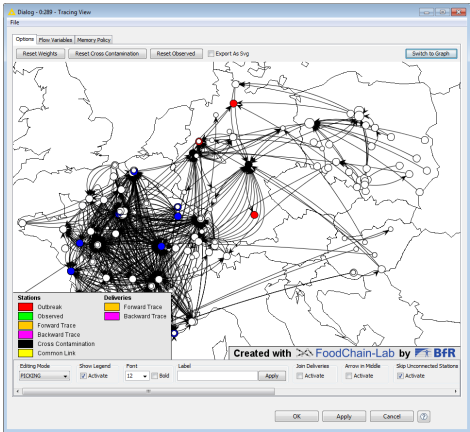 Dialog - 0:289 - Tracing View
File
Options Flow Variables Memory Policy
Reset Weights Reset Cross Contamination Reset Observed Export As Svg Switch to Graph
Stations Deliveries
Outbreak Forward Trace
Observed Backward Trace
Forward Trace
Backward Trace
Cross Contamination
Common Link
Created with FoodChain-Lab by BfR
Editing Mode Show Legend Font Label Join Deliveries Arrow in Middle Skip Unconnected Stations
PICKING Activate 12 Bold Apply Activate Activate Activate
OK Apply Cancel ?